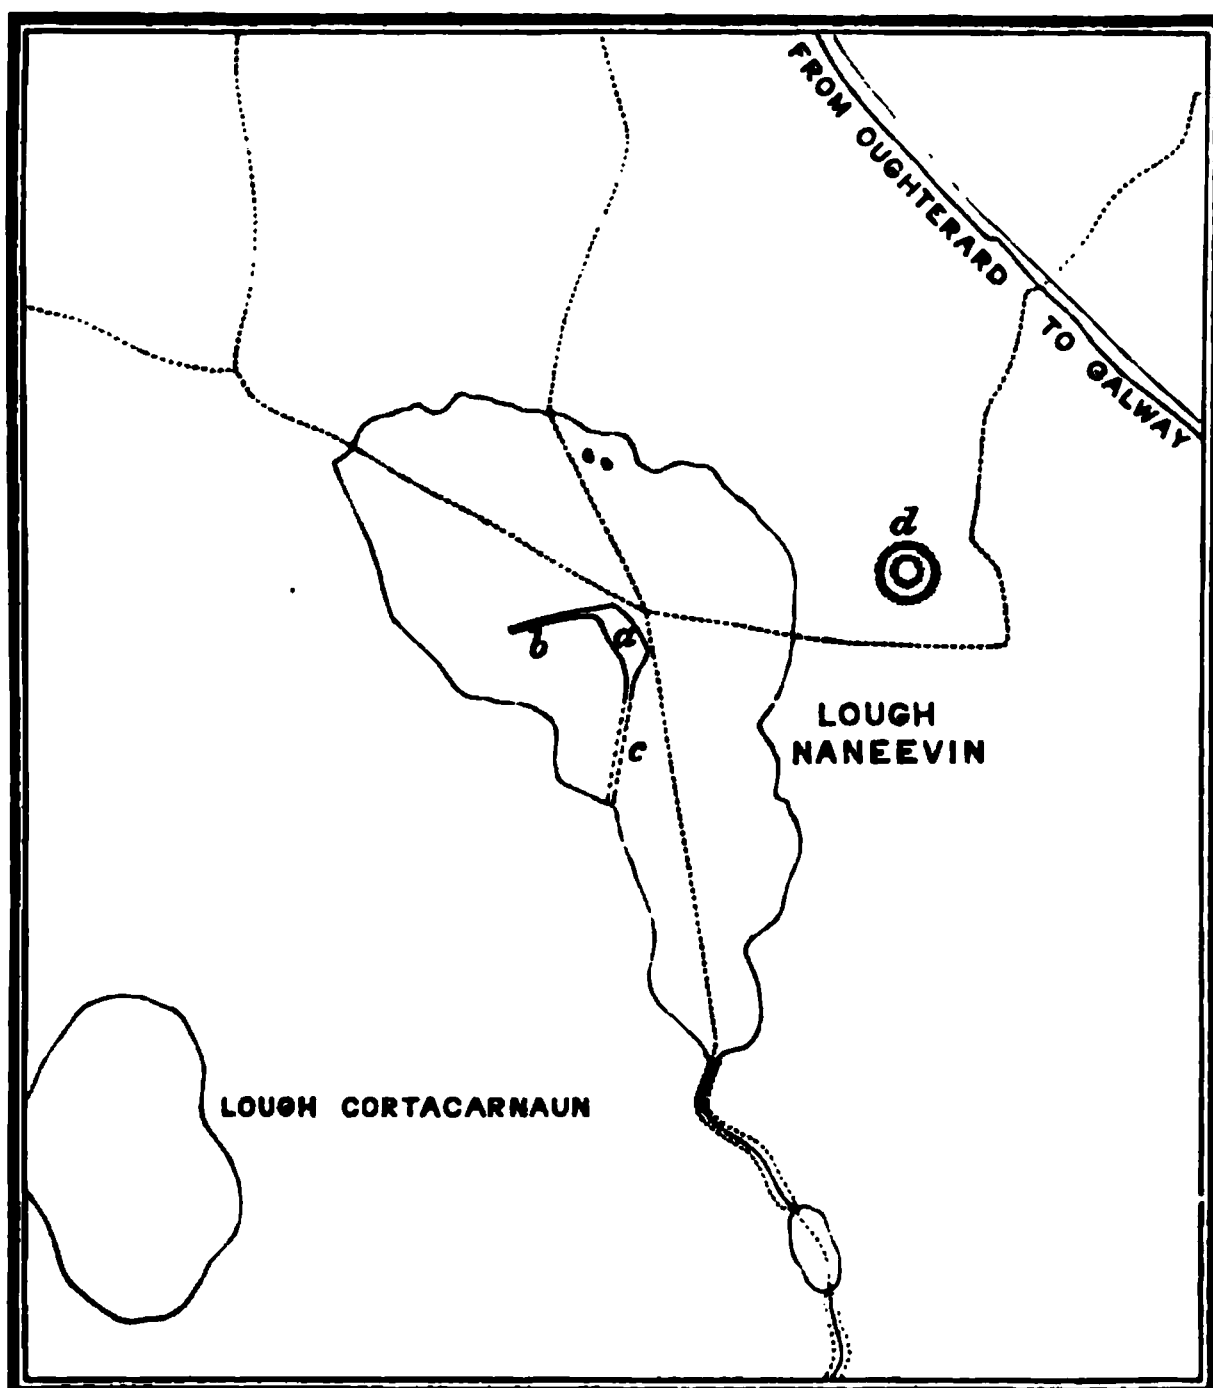 FROM OUGHTERARD TO GALWAY
d
b
a
c
LOUGH
NANEEVIN
LOUGH CORTACARNAUN